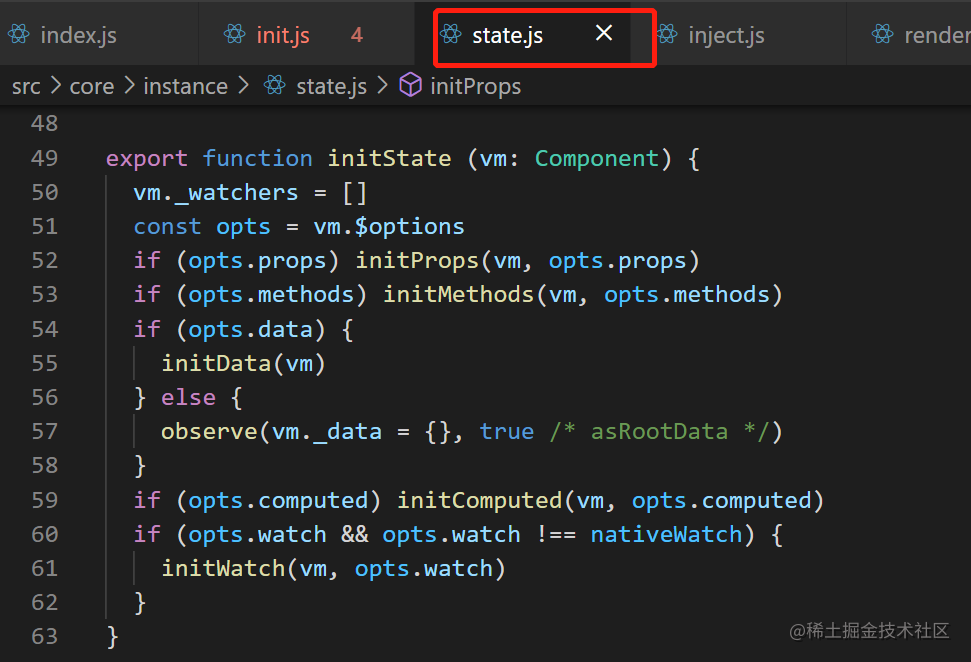 index.js init.js 4 state.js × inject.js render
src > core > instance > state.js > initProps
48
49 export function initState (vm: Component) {
50 vm._watchers = []
51 const opts = vm.$options
52 if (opts.props) initProps(vm, opts.props)
53 if (opts.methods) initMethods(vm, opts.methods)
54 if (opts.data) {
55 initData(vm)
56 } else {
57 observe(vm._data = {}, true /* asRootData */)
58 }
59 if (opts.computed) initComputed(vm, opts.computed)
60 if (opts.watch && opts.watch !== nativeWatch) {
61 initWatch(vm, opts.watch)
62 }
63 }
@稀土掘金技术社区